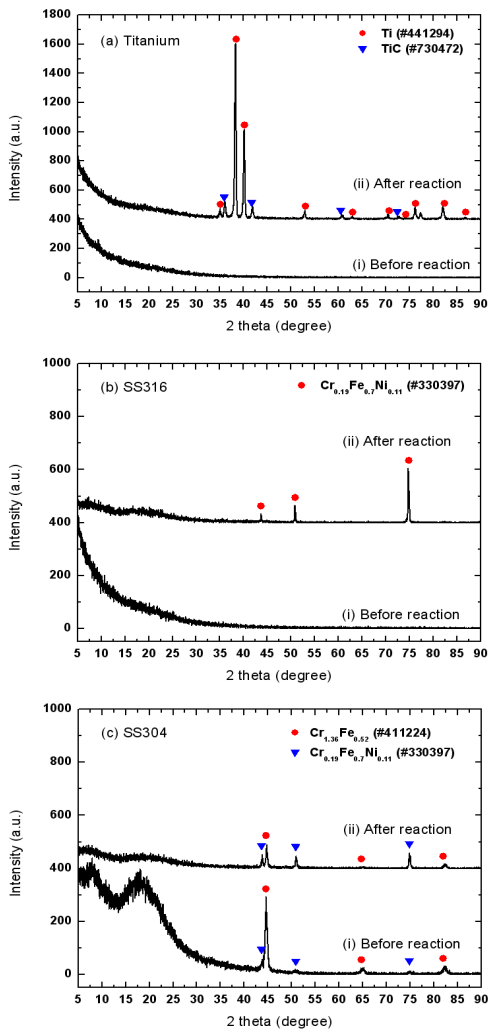 1800
1600
1400
1200
1000
800
600
400
200
0
Intensity (a.u.)
(a) Titanium
Ti (#441294)
TiC (#730472)
(ii) After reaction
(i) Before reaction
5 10 15 20 25 30 35 40 45 50 55 60 65 70 75 80 85 90
2 theta (degree)
1000
800
600
400
200
0
Intensity (a.u.)
(b) SS316
Cr0.19Fe0.7Ni0.11 (#330397)
(ii) After reaction
(i) Before reaction
5 10 15 20 25 30 35 40 45 50 55 60 65 70 75 80 85 90
2 theta (degree)
1000
800
600
400
200
0
Intensity (a.u.)
(c) SS304
Cr1.36Fe0.52 (#411224)
Cr0.19Fe0.7Ni0.11 (#330397)
(ii) After reaction
(i) Before reaction
5 10 15 20 25 30 35 40 45 50 55 60 65 70 75 80 85 90
2 theta (degree)